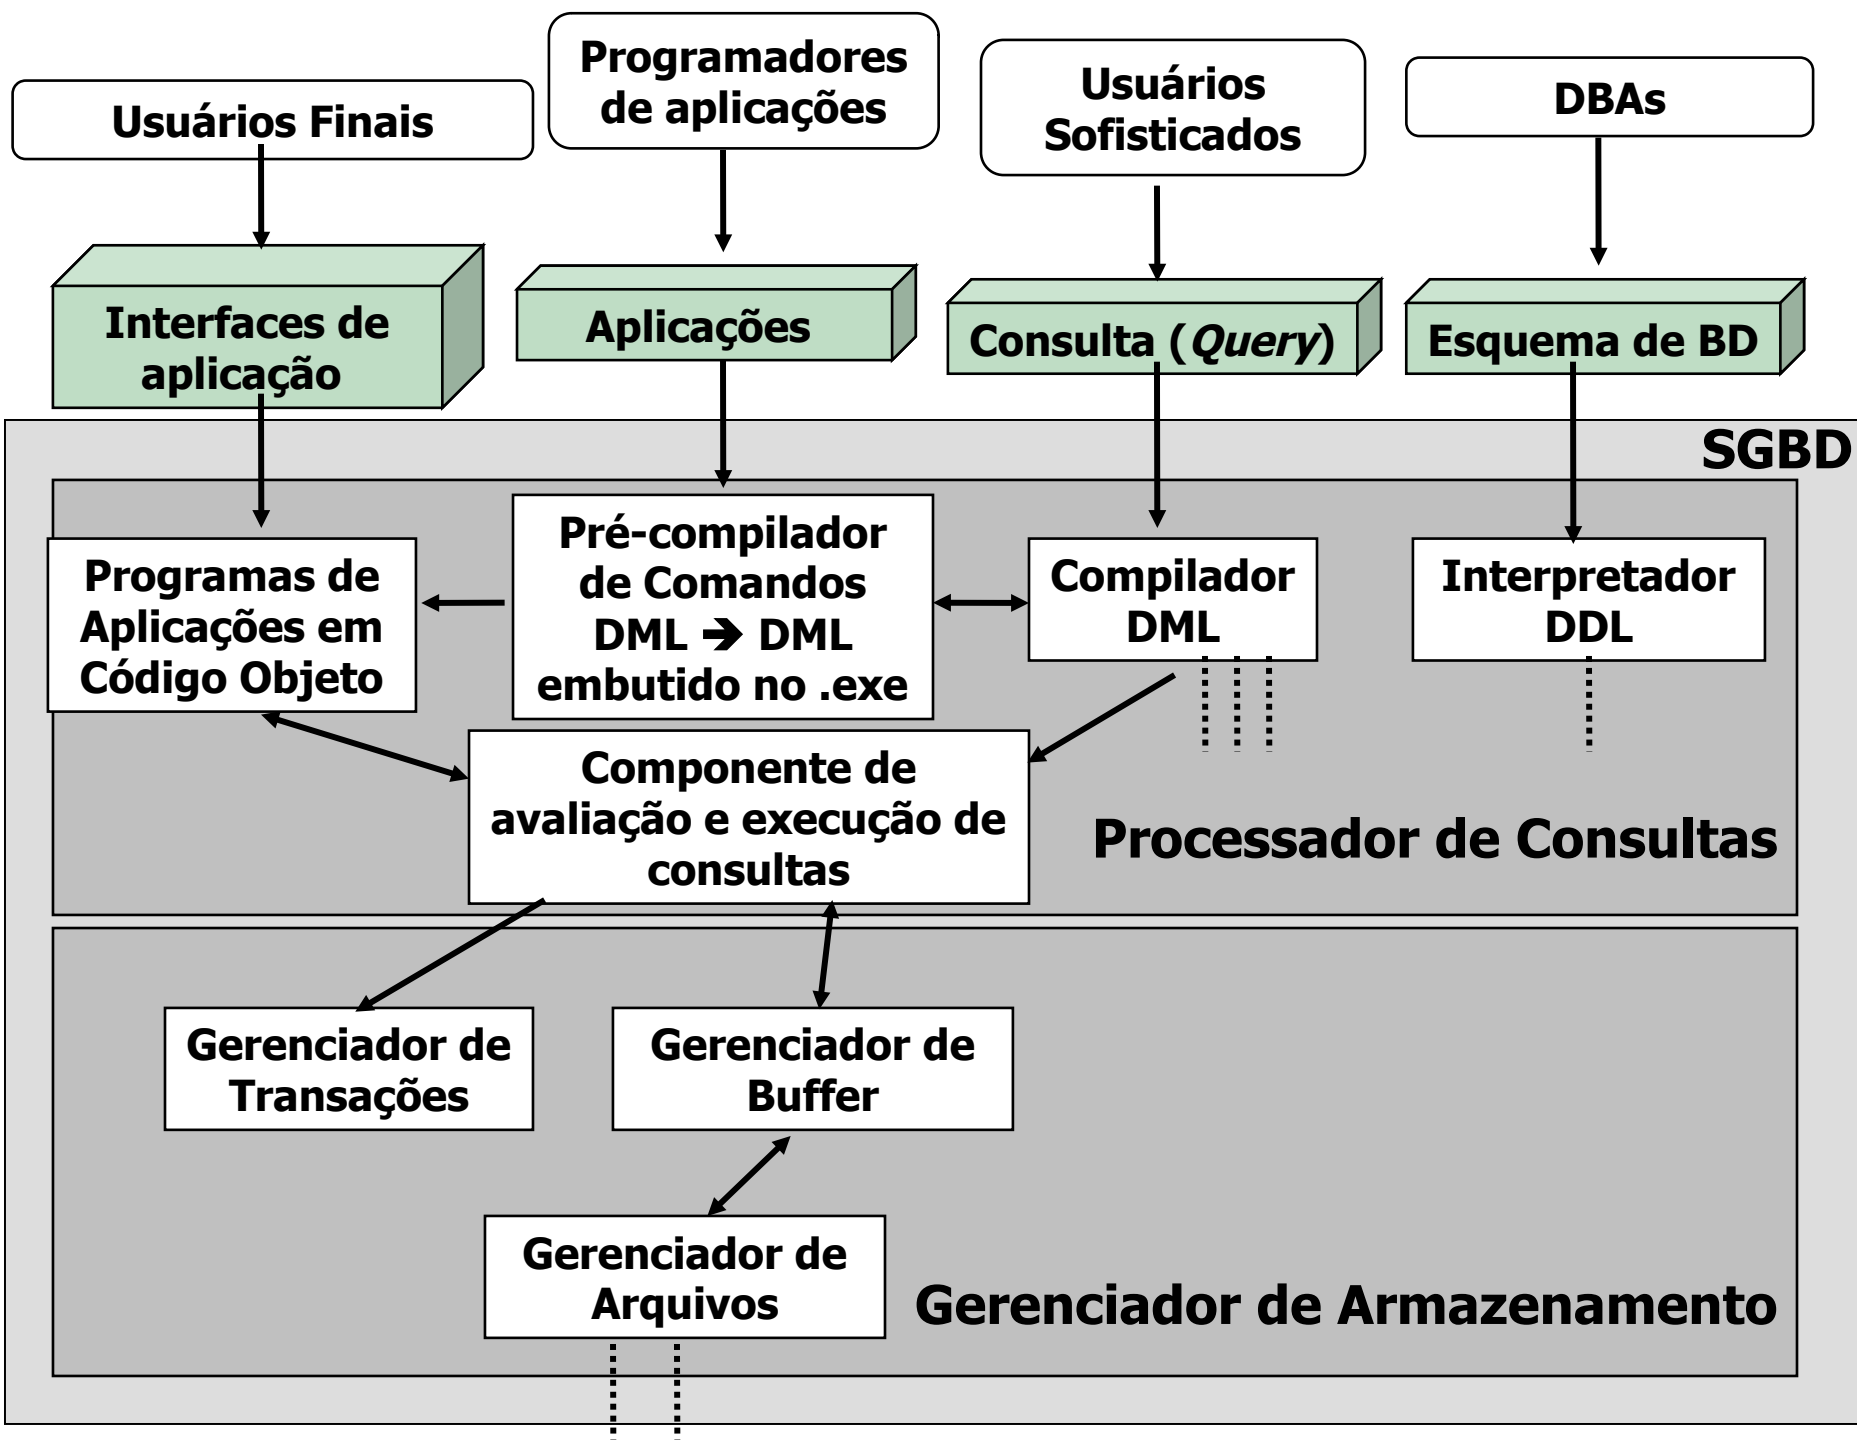 Usuários Finais
Programadores
de aplicações
Usuários
Sofisticados
DBAs
Interfaces de
aplicação
Aplicações
Consulta (Query)
Esquema de BD
SGBD
Programas de
Aplicações em
Código Objeto
Pré-compilador
de Comandos
DML ➔ DML
embutido no .exe
Compilador
DML
Interpretador
DDL
Componente de
avaliação e execução de
consultas
Processador de Consultas
Gerenciador de
Transações
Gerenciador de
Buffer
Gerenciador de
Arquivos
Gerenciador de Armazenamento